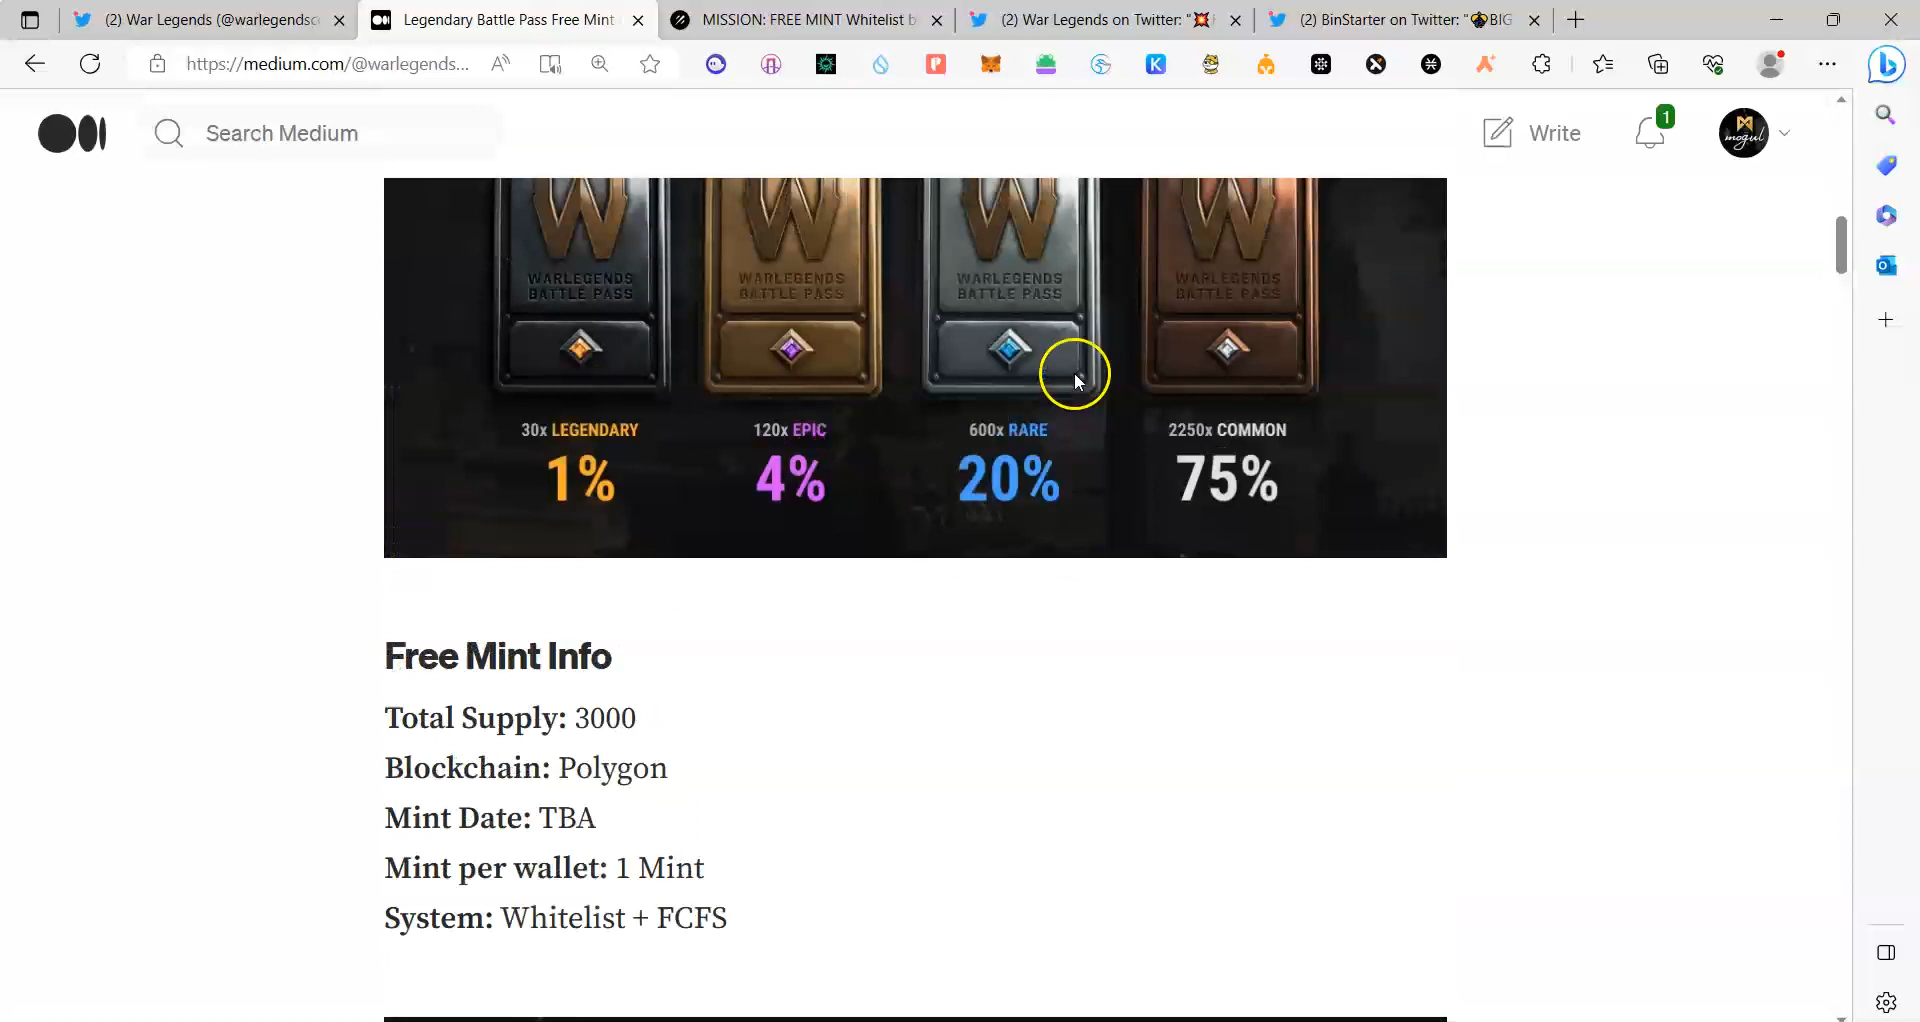 (2) War Legends (@warlegendsc
Legendary Battle Pass Free Mint
MISSION: FREE MINT Whitelist b
(2) War Legends on Twitter: "💥
(2) BinStarter on Twitter: "BIG
https://medium.com/@warlegends...
Search Medium
Write
1
mogul
W W W W
WARLEGENDS BATTLE PASS
WARLEGENDS BATTLE PASS
WARLEGENDS BATTLE PASS
WARLEGENDS BATTLE PASS
30x LEGENDARY
1%
120x EPIC
4%
600x RARE
20%
2250x COMMON
75%
Free Mint Info
Total Supply: 3000
Blockchain: Polygon
Mint Date: TBA
Mint per wallet: 1 Mint
System: Whitelist + FCFS